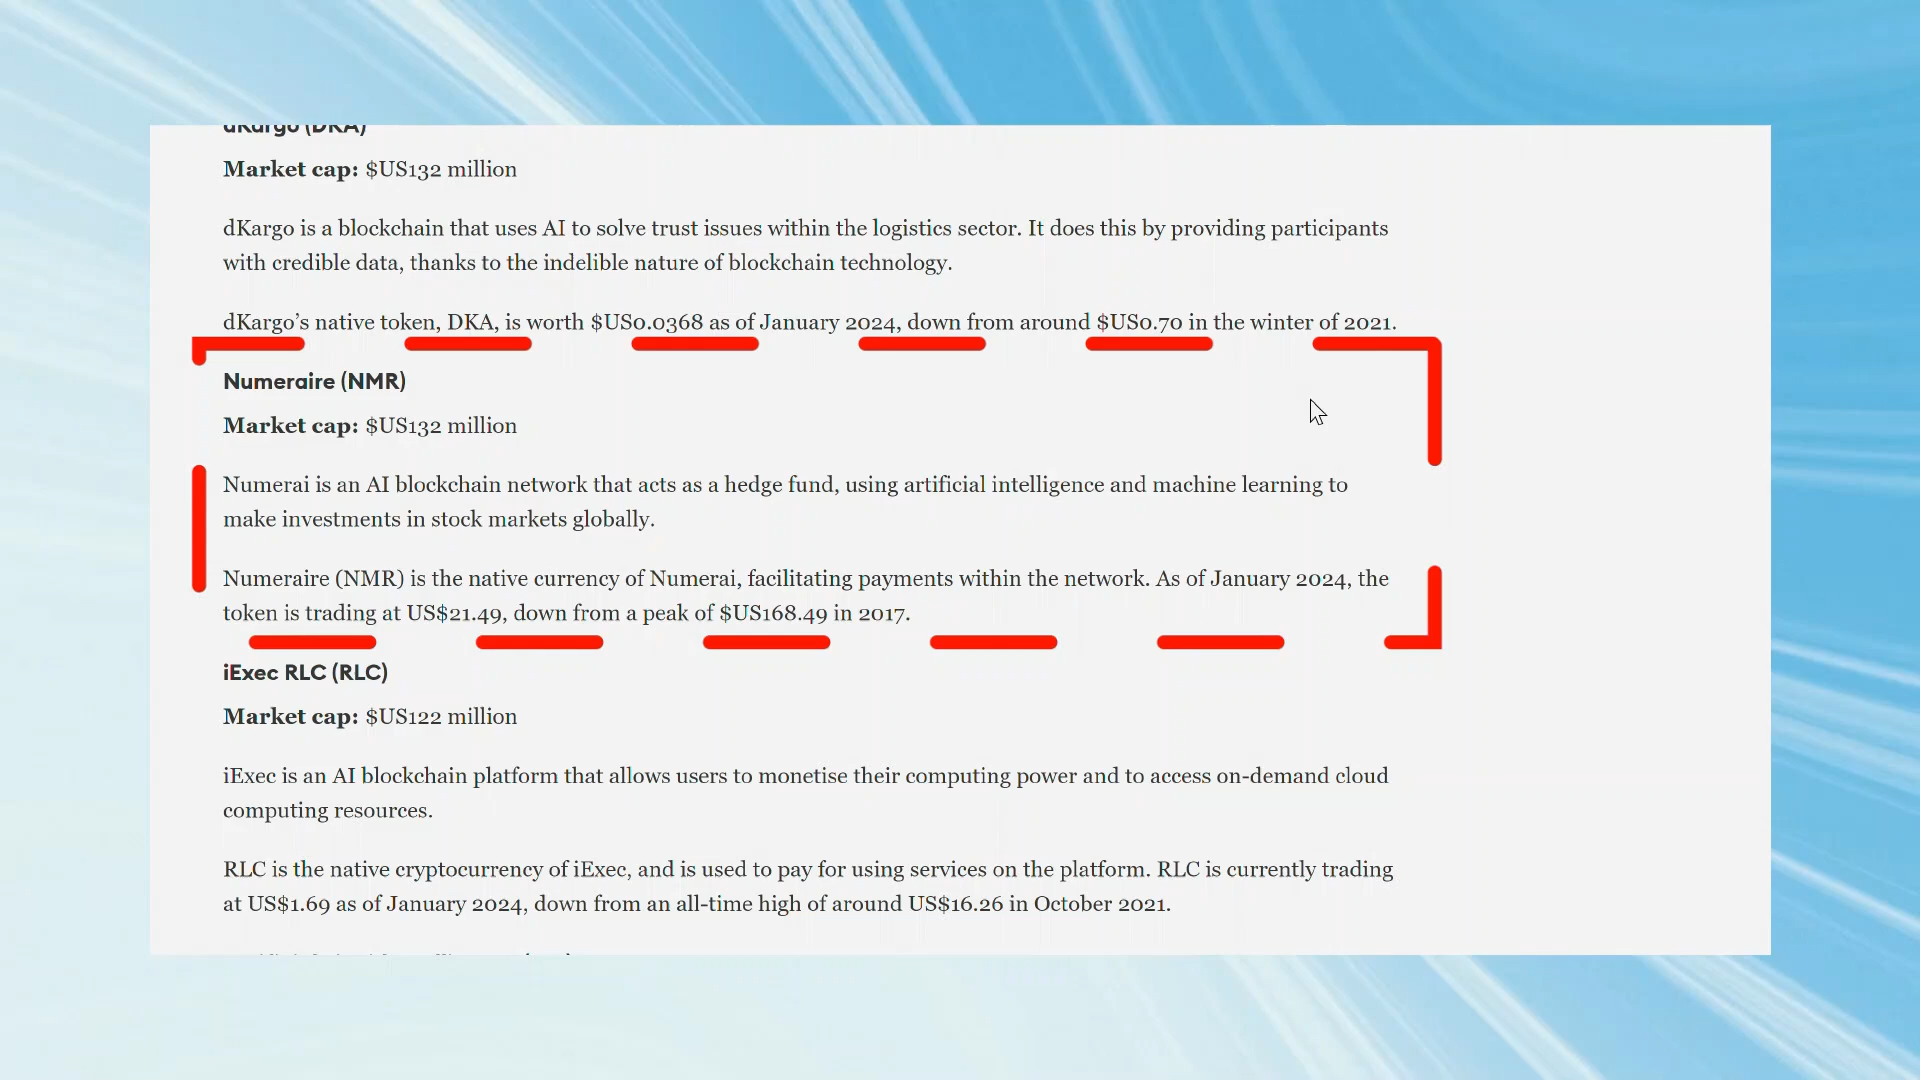 dKargo (DKA)
Market cap: $US132 million
dKargo is a blockchain that uses AI to solve trust issues within the logistics sector. It does this by providing participants
with credible data, thanks to the indelible nature of blockchain technology.
dKargo’s native token, DKA, is worth $US0.0368 as of January 2024, down from around $US0.70 in the winter of 2021.
Numeraire (NMR)
Market cap: $US132 million
Numerai is an AI blockchain network that acts as a hedge fund, using artificial intelligence and machine learning to
make investments in stock markets globally.
Numeraire (NMR) is the native currency of Numerai, facilitating payments within the network. As of January 2024, the
token is trading at US$21.49, down from a peak of $US168.49 in 2017.
iExec RLC (RLC)
Market cap: $US122 million
iExec is an AI blockchain platform that allows users to monetise their computing power and to access on-demand cloud
computing resources.
RLC is the native cryptocurrency of iExec, and is used to pay for using services on the platform. RLC is currently trading
at US$1.69 as of January 2024, down from an all-time high of around US$16.26 in October 2021.